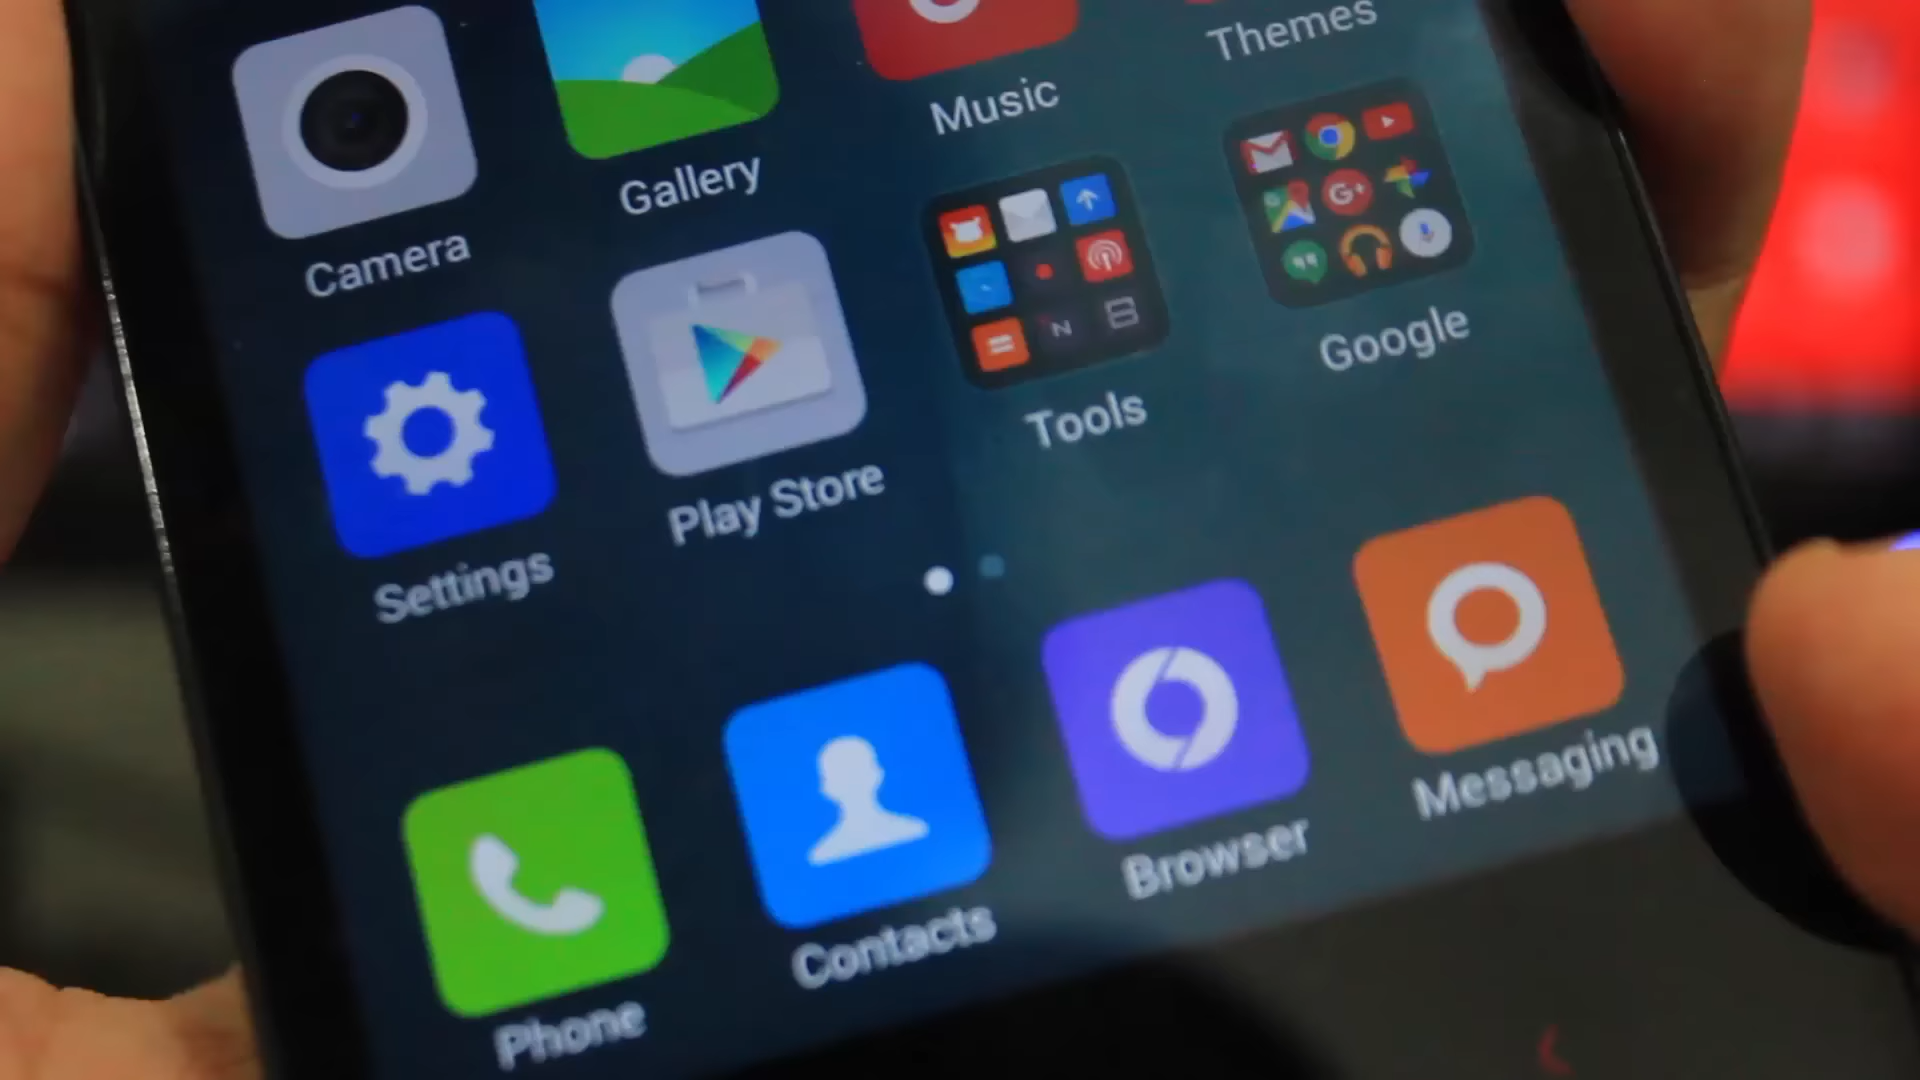 Themes
Music
Gallery
Camera
G+
N
Google
Tools
Play Store
Settings
Messaging
Browser
Contacts
Phone